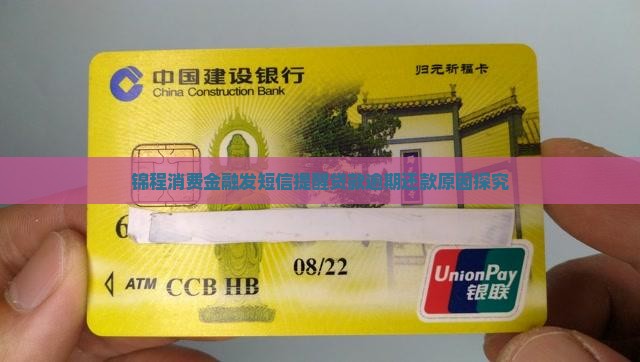 中国建设银行
China Construction Bank
归元祈福卡
锦程消费金融发短信提醒贷款逾期还款原因探究
6
08/22
ATM CCB HB
UnionPay
银联